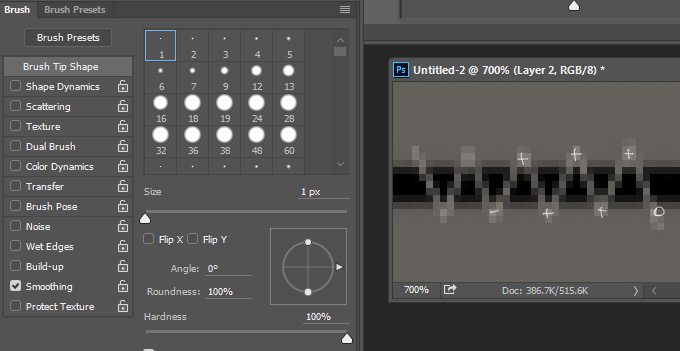 Brush Brush Presets
Brush Presets
Brush Tip Shape
Shape Dynamics
Scattering
Texture
Dual Brush
Color Dynamics
Transfer
Brush Pose
Noise
Wet Edges
Build-up
Smoothing
Protect Texture
1 2 3 4 5
6 7 9 12 13
16 18 19 24 28
32 36 38 48 60
Size 1 px
Flip X Flip Y
Angle: 0°
Roundness: 100%
Hardness 100%
Ps Untitled-2 @ 700% (Layer 2, RGB/8) *
+ + +
- + + O
700% Doc: 386.7K/515.6K